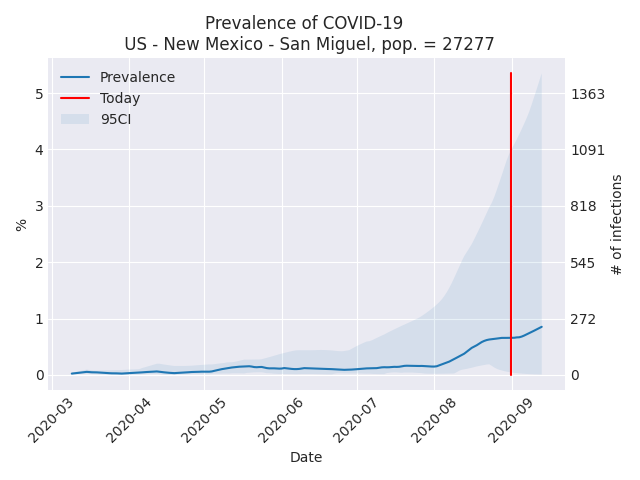 Prevalence of COVID-19
US - New Mexico - San Miguel, pop. = 27277
Prevalence
Today
95CI
5
4
3
2
1
0
%
1363
1091
818
545
272
0
# of infections
2020-03
2020-04
2020-05
2020-06
2020-07
2020-08
2020-09
Date